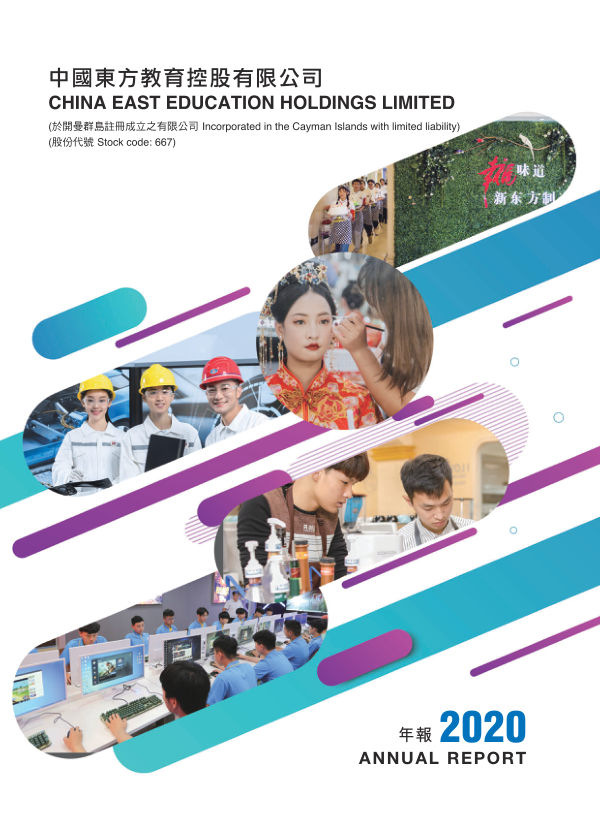 中國東方教育控股有限公司
CHINA EAST EDUCATION HOLDINGS LIMITED
(於開曼群島註冊成立之有限公司 Incorporated in the Cayman Islands with limited liability)
(股份代號 Stock code: 667)
味道
新东方制
年報 2020
ANNUAL REPORT